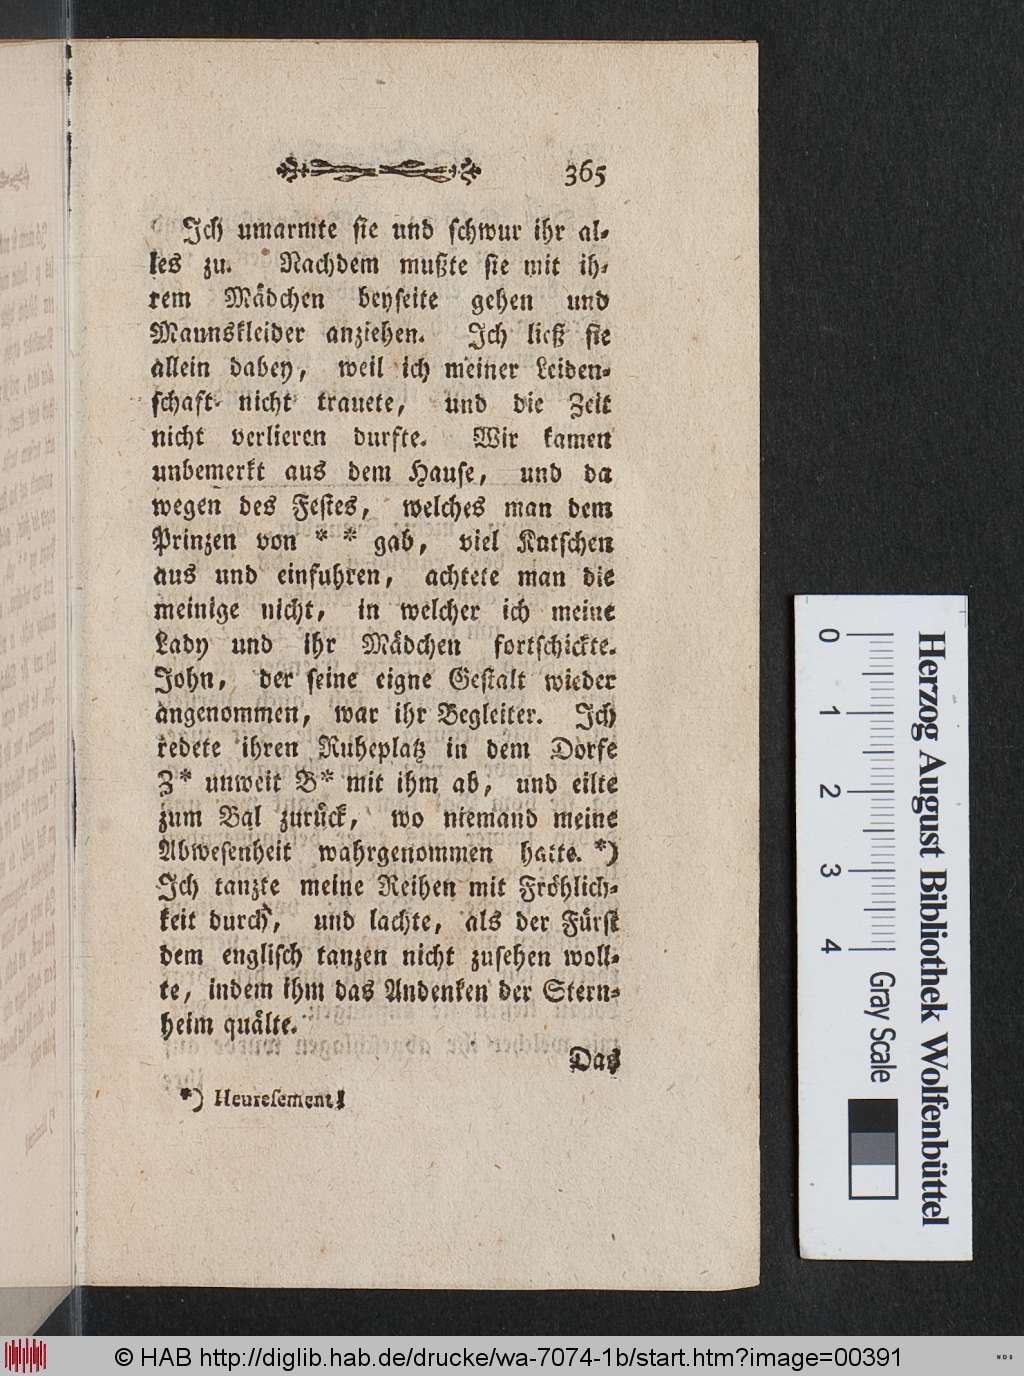 365
Ich umarmte sie und schwur ihr al-
les zu. Nachdem mußte sie mit ih-
rem Mädchen beyseite gehen und
Mannskleider anziehen. Ich ließ sie
allein dabey, weil ich meiner Leiden-
schaft nicht trauete, und die Zeit
nicht verlieren durfte. Wir kamen
unbemerkt aus dem Hause, und da
wegen des Festes, welches man dem
Prinzen von * * gab, viel Kutschen
aus und einfuhren, achtete man die
meinige nicht, in welcher ich meine
Lady und ihr Mädchen fortschickte.
John, der seine eigne Gestalt wieder
angenommen, war ihr Begleiter. Ich
redete ihren Ruheplatz in dem Dorfe
Z* unweit B* mit ihm ab, und eilte
zum Bal zurück, wo niemand meine
Abwesenheit wahrgenommen hatte. *)
Ich tanzte meine Reihen mit Fröhlich-
keit durch, und lachte, als der Fürst
dem englisch tanzen nicht zusehen woll-
te, indem ihm das Andenken der Stern-
heim quälte.
Das
*) Heuresement!
0 1 2 3 4 Gray Scale
Herzog August Bibliothek Wolfenbüttel
© HAB http://diglib.hab.de/drucke/wa-7074-1b/start.htm?image=00391